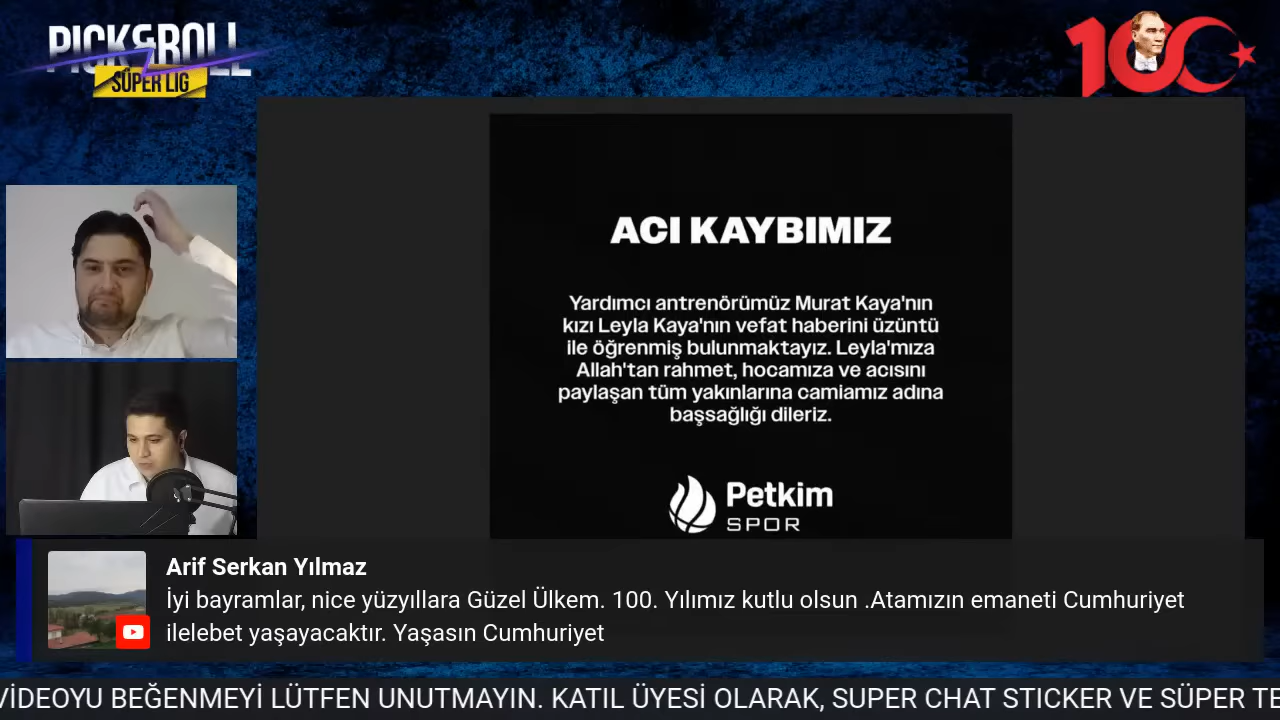 PICK&ROLL
SÜPER LIG
100
ACI KAYBIMIZ
Yardımcı antrenörümüz Murat Kaya'nın
kızı Leyla Kaya'nın vefat haberini üzüntü
ile öğrenmiş bulunmaktayız. Leyla'mıza
Allah'tan rahmet, hocamıza ve acısını
paylaşan tüm yakınlarına camiamız adına
başsağlığı dileriz.
Petkim
SPOR
Arif Serkan Yılmaz
İyi bayramlar, nice yüzyıllara Güzel Ülkem. 100. Yılımız kutlu olsun .Atamızın emaneti Cumhuriyet
ilelebet yaşayacaktır. Yaşasın Cumhuriyet
VİDEOYU BEĞENMEYİ LÜTFEN UNUTMAYIN. KATIL ÜYESİ OLARAK, SUPER CHAT STICKER VE SÜPER TE